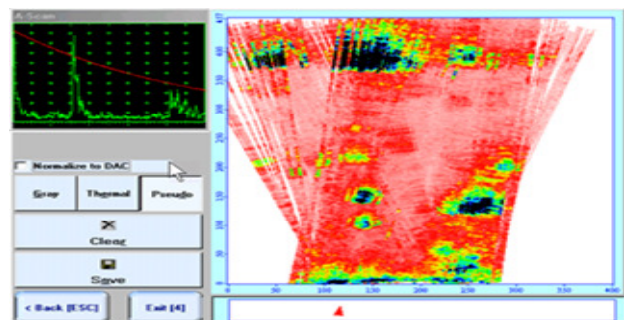 A-Scan
Normalize to DAC
Gray Thermal Pseudo
Clear
Save
< Back [ESC] Exit [4]
0 50 100 150 200 250 300 350 400